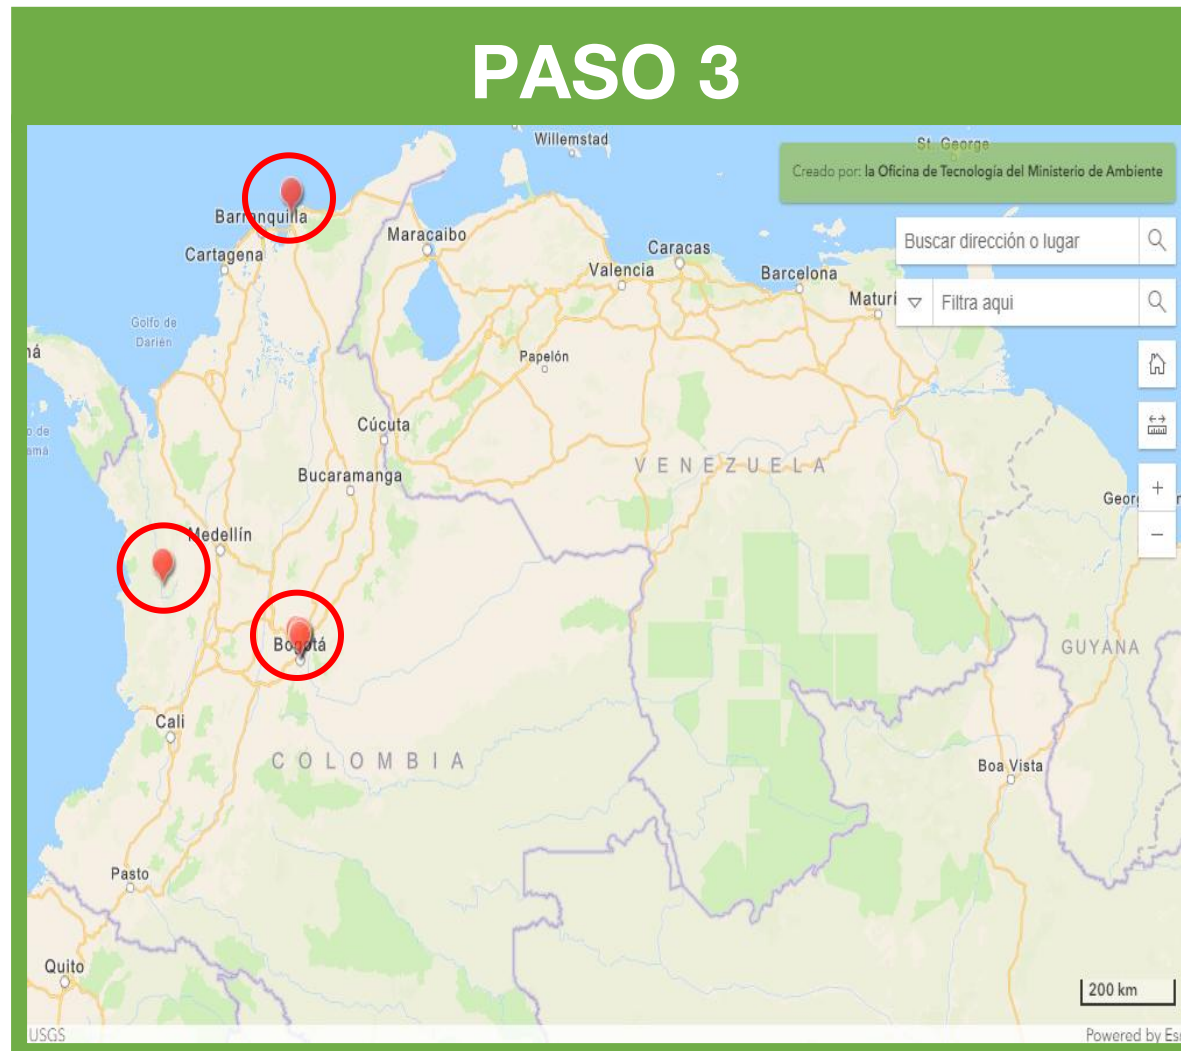 PASO 3
Willemstad
St. George
Creado por: la Oficina de Tecnología del Ministerio de Ambiente
Barranquilla
Maracaibo
Buscar dirección o lugar
Cartagena
Caracas
Valencia
Barcelona
Maturí
Filtra aqui
Golfo de
Darién
á
Papelón
Cúcuta
VENEZUELA
Bucaramanga
Medellín
Bogotá
GUYANA
Cali
COLOMBIA
Boa Vista
Pasto
Quito
200 km
USGS
Powered by Es